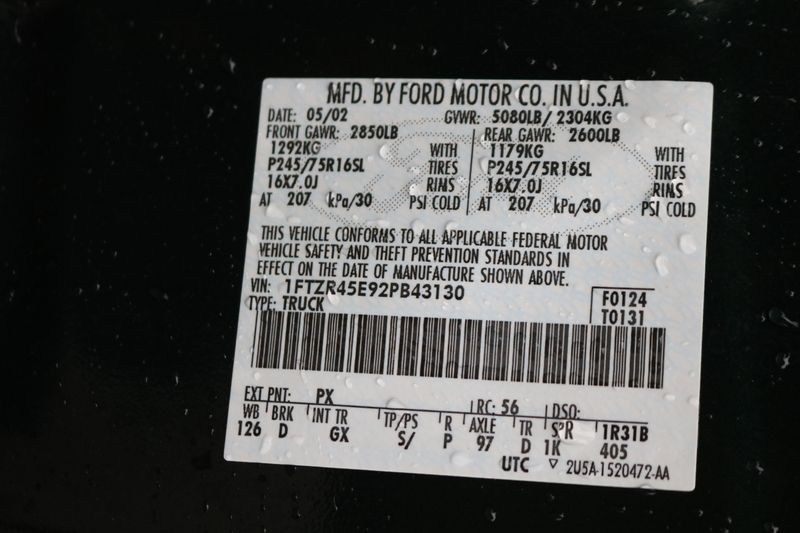 MFD. BY FORD MOTOR CO. IN U.S.A.
DATE: 05/02 GVWR: 5080LB/ 2304KG
FRONT GAWR: 2850LB REAR GAWR: 2600LB
1292KG WITH 1179KG WITH
P245/75R16SL TIRES P245/75R16SL TIRES
16X7.0J RIMS 16X7.0J RIMS
AT 207 kPa/30 PSI COLD AT 207 kPa/30 PSI COLD
THIS VEHICLE CONFORMS TO ALL APPLICABLE FEDERAL MOTOR
VEHICLE SAFETY AND THEFT PREVENTION STANDARDS IN
EFFECT ON THE DATE OF MANUFACTURE SHOWN ABOVE.
VIN: 1FTZR45E92PB43130 F0124
TYPE: TRUCK T0131
EXT PNT: PX RC: 56 DSO:
WB BRK INT TR TP/PS R AXLE TR SPR 1R31B
126 D GX S/ P 97 D 1K 405
UTC ▽ 2U5A-1520472-AA